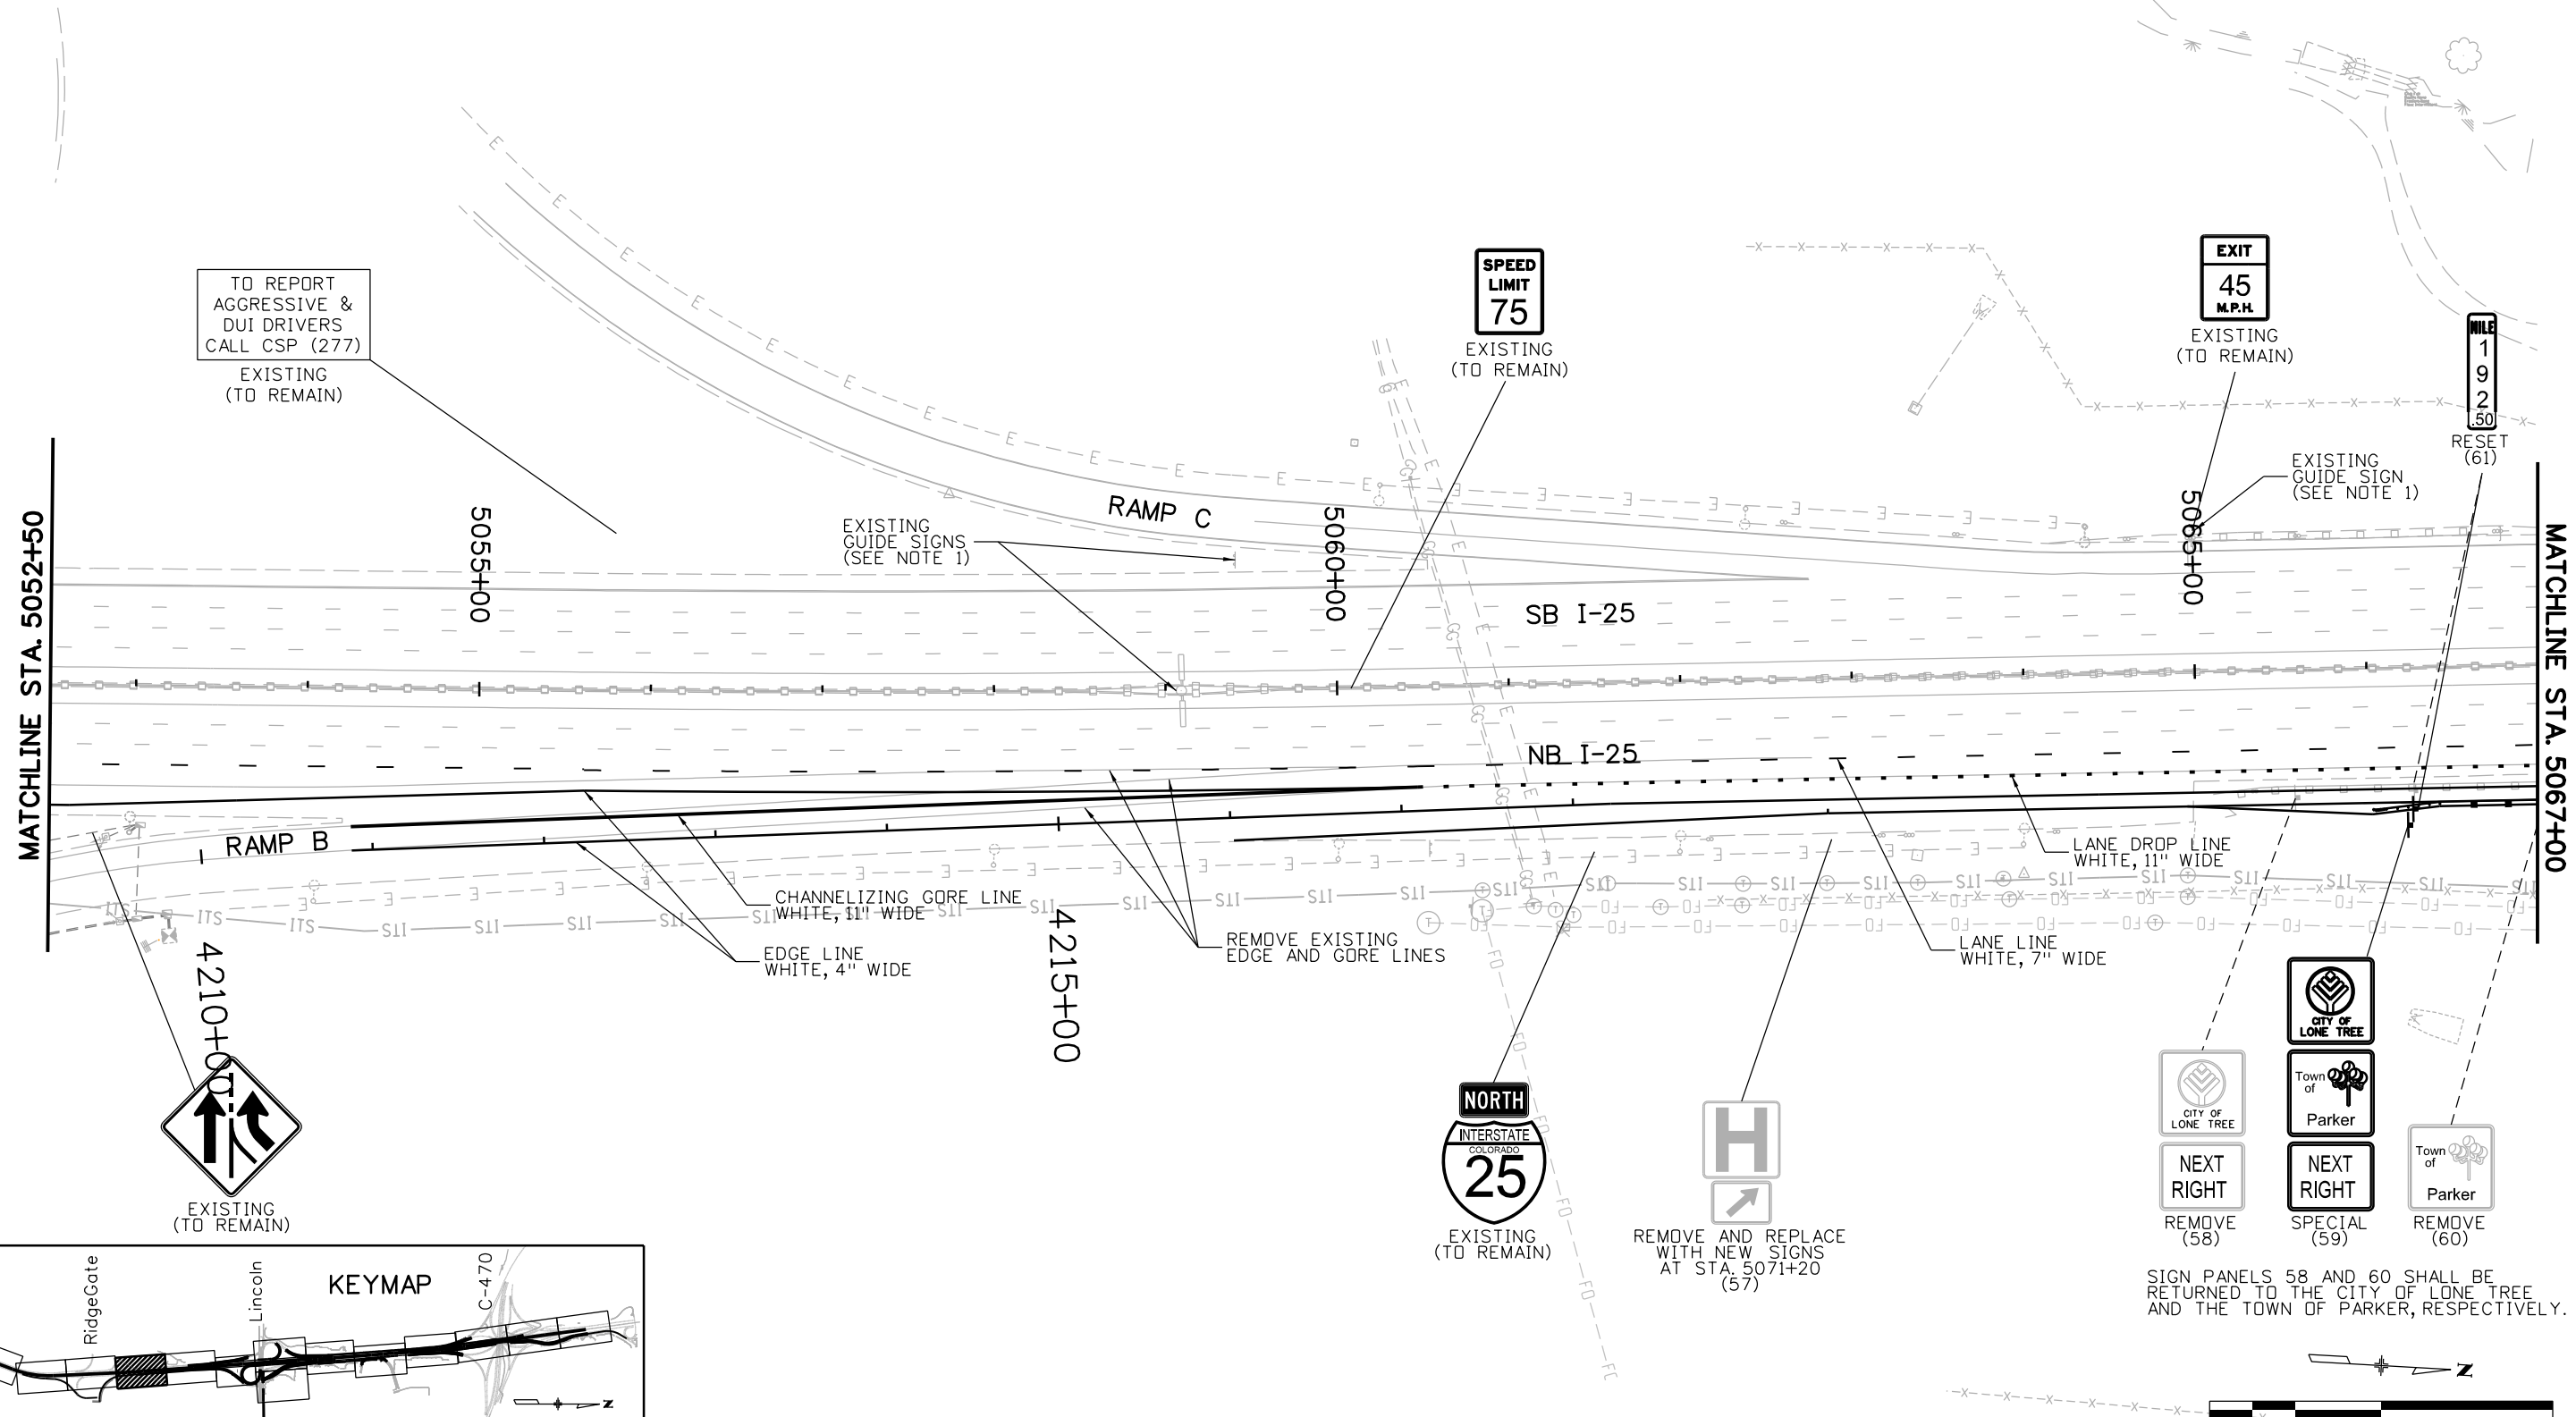 TO REPORT
AGGRESSIVE &
DUI DRIVERS
CALL CSP (277)
EXISTING
(TO REMAIN)
SPEED
LIMIT
75
EXISTING
(TO REMAIN)
EXIT
45
M.P.H.
EXISTING
(TO REMAIN)
MILE
1
9
2
.50
RESET
(61)
EXISTING
GUIDE SIGN
(SEE NOTE 1)
EXISTING
GUIDE SIGNS
(SEE NOTE 1)
RAMP C
5055+00
5060+00
5065+00
MATCHLINE STA. 5052+50
MATCHLINE STA. 5067+00
SB I-25
NB I-25
RAMP B
LANE DROP LINE
WHITE, 11" WIDE
CHANNELIZING GORE LINE
WHITE, 11" WIDE
EDGE LINE
WHITE, 4" WIDE
REMOVE EXISTING
EDGE AND GORE LINES
LANE LINE
WHITE, 7" WIDE
4210+00
4215+00
EXISTING
(TO REMAIN)
NORTH
INTERSTATE
COLORADO
25
EXISTING
(TO REMAIN)
H
REMOVE AND REPLACE
WITH NEW SIGNS
AT STA. 5071+20
(57)
CITY OF
LONE TREE
NEXT
RIGHT
REMOVE
(58)
CITY OF
LONE TREE
Town
of
Parker
NEXT
RIGHT
SPECIAL
(59)
Town
of
Parker
REMOVE
(60)
SIGN PANELS 58 AND 60 SHALL BE
RETURNED TO THE CITY OF LONE TREE
AND THE TOWN OF PARKER, RESPECTIVELY.
N
KEYMAP
RidgeGate
Lincoln
C-470
N